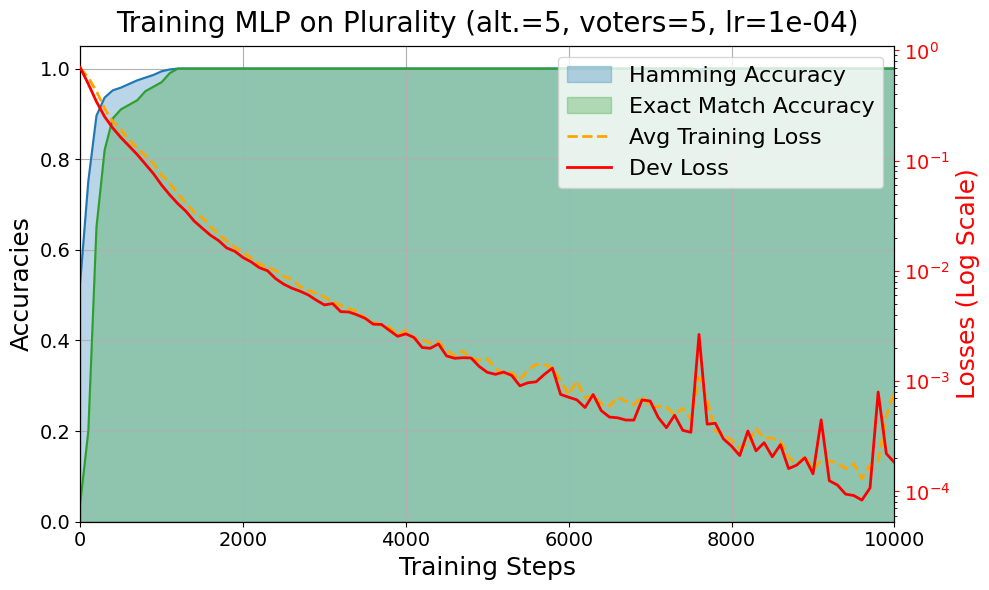 Training MLP on Plurality (alt.=5, voters=5, lr=1e-04)
Hamming Accuracy
Exact Match Accuracy
Avg Training Loss
Dev Loss
Accuracies
1.0
0.8
0.6
0.4
0.2
0.0
0
2000
4000
6000
8000
10000
Training Steps
10⁰
10⁻¹
10⁻²
10⁻³
10⁻⁴
Losses (Log Scale)